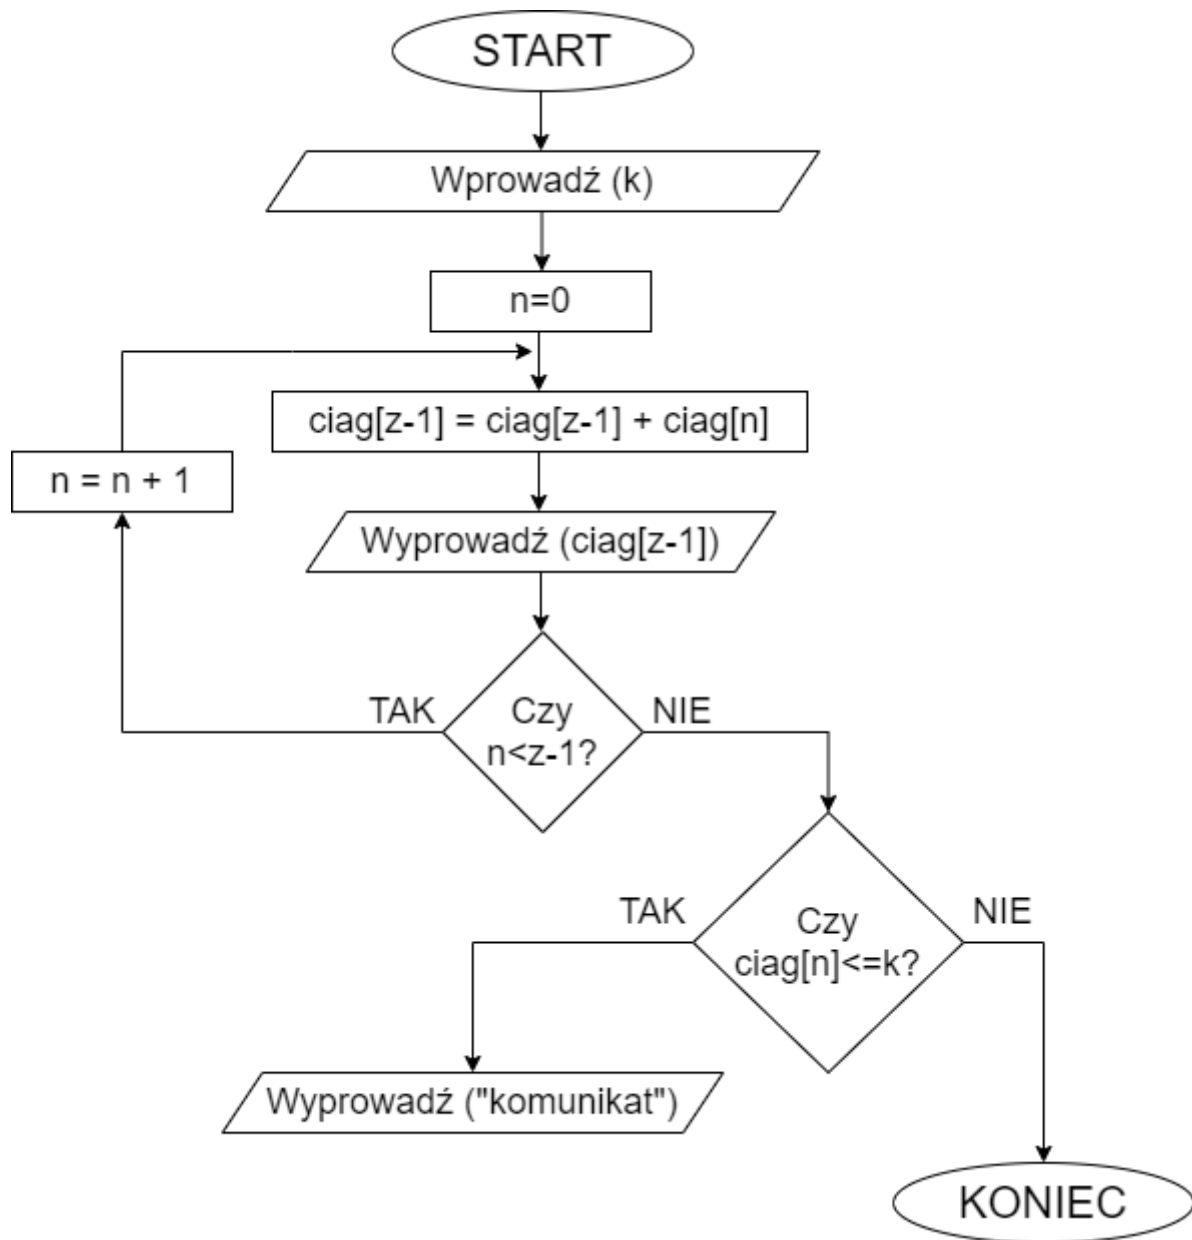 START
Wprowadź (k)
n=0
ciag[z-1] = ciag[z-1] + ciag[n]
n = n + 1
Wyprowadź (ciag[z-1])
TAK
Czy
n<z-1?
NIE
TAK
Czy
ciag[n]<=k?
NIE
Wyprowadź ("komunikat")
KONIEC